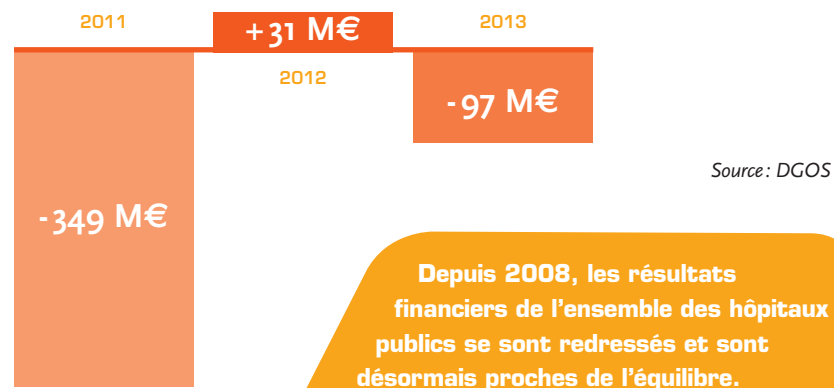 2011
+31 M€
2013
2012
-97 M€
Source : DGOS
-349 M€
Depuis 2008, les résultats
financiers de l’ensemble des hôpitaux
publics se sont redressés et sont
désormais proches de l’équilibre.